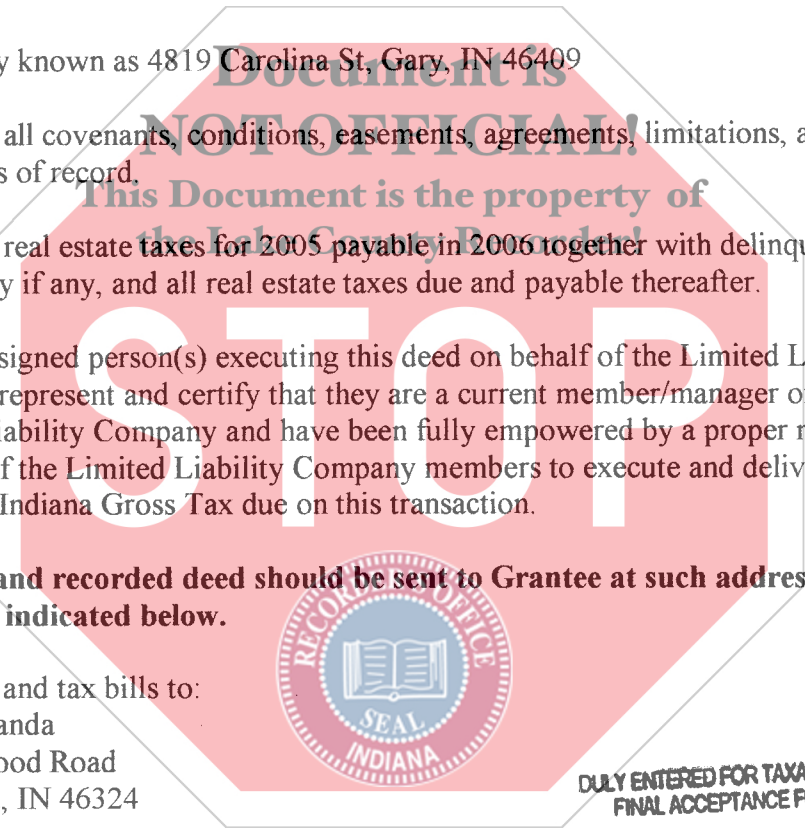 y known as 4819 Carolina St, Gary, IN 46409
Document is
all covenants, conditions, easements, agreements, limitations, a
NOT OFFICIAL!
s of record.
This Document is the property of
the Lake County Recorder!
real estate taxes for 2005 payable in 2006 together with delinqu
y if any, and all real estate taxes due and payable thereafter.
STOP
signed person(s) executing this deed on behalf of the Limited L
represent and certify that they are a current member/manager o
iability Company and have been fully empowered by a proper r
f the Limited Liability Company members to execute and deliv
Indiana Gross Tax due on this transaction.
and recorded deed should be sent to Grantee at such addres
indicated below.
RECORDER'S OFFICE
SEAL
INDIANA
and tax bills to:
anda
ood Road
, IN 46324
DULY ENTERED FOR TAXA
FINAL ACCEPTANCE F